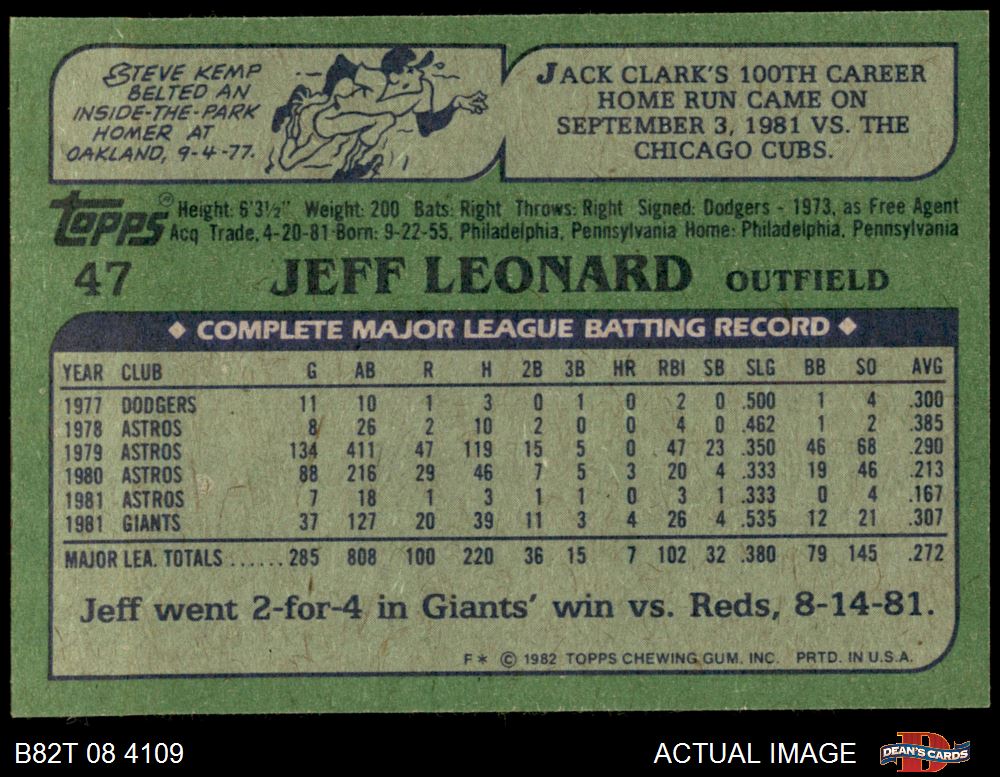 STEVE KEMP
BELTED AN
INSIDE-THE-PARK
HOMER AT
OAKLAND, 9-4-77.
JACK CLARK'S 100TH CAREER
HOME RUN CAME ON
SEPTEMBER 3, 1981 VS. THE
CHICAGO CUBS.
TOPPS®
Height: 6'3½" Weight: 200 Bats: Right Throws: Right Signed: Dodgers - 1973, as Free Agent
Acq Trade, 4-20-81 Born: 9-22-55, Philadelphia, Pennsylvania Home: Philadelphia, Pennsylvania
47 JEFF LEONARD OUTFIELD
◆ COMPLETE MAJOR LEAGUE BATTING RECORD ◆
YEAR CLUB G AB R H 2B 3B HR RBI SB SLG BB SO AVG
1977 DODGERS 11 10 1 3 0 1 0 2 0 .500 1 4 .300
1978 ASTROS 8 26 2 10 2 0 0 4 0 .462 1 2 .385
1979 ASTROS 134 411 47 119 15 5 0 47 23 .350 46 68 .290
1980 ASTROS 88 216 29 46 7 5 3 20 4 .333 19 46 .213
1981 ASTROS 7 18 1 3 1 1 0 3 1 .333 0 4 .167
1981 GIANTS 37 127 20 39 11 3 4 26 4 .535 12 21 .307
MAJOR LEA. TOTALS ...... 285 808 100 220 36 15 7 102 32 .380 79 145 .272
Jeff went 2-for-4 in Giants' win vs. Reds, 8-14-81.
F* © 1982 TOPPS CHEWING GUM, INC. PRTD. IN U.S.A.
B82T 08 4109 ACTUAL IMAGE DEAN'S CARDS